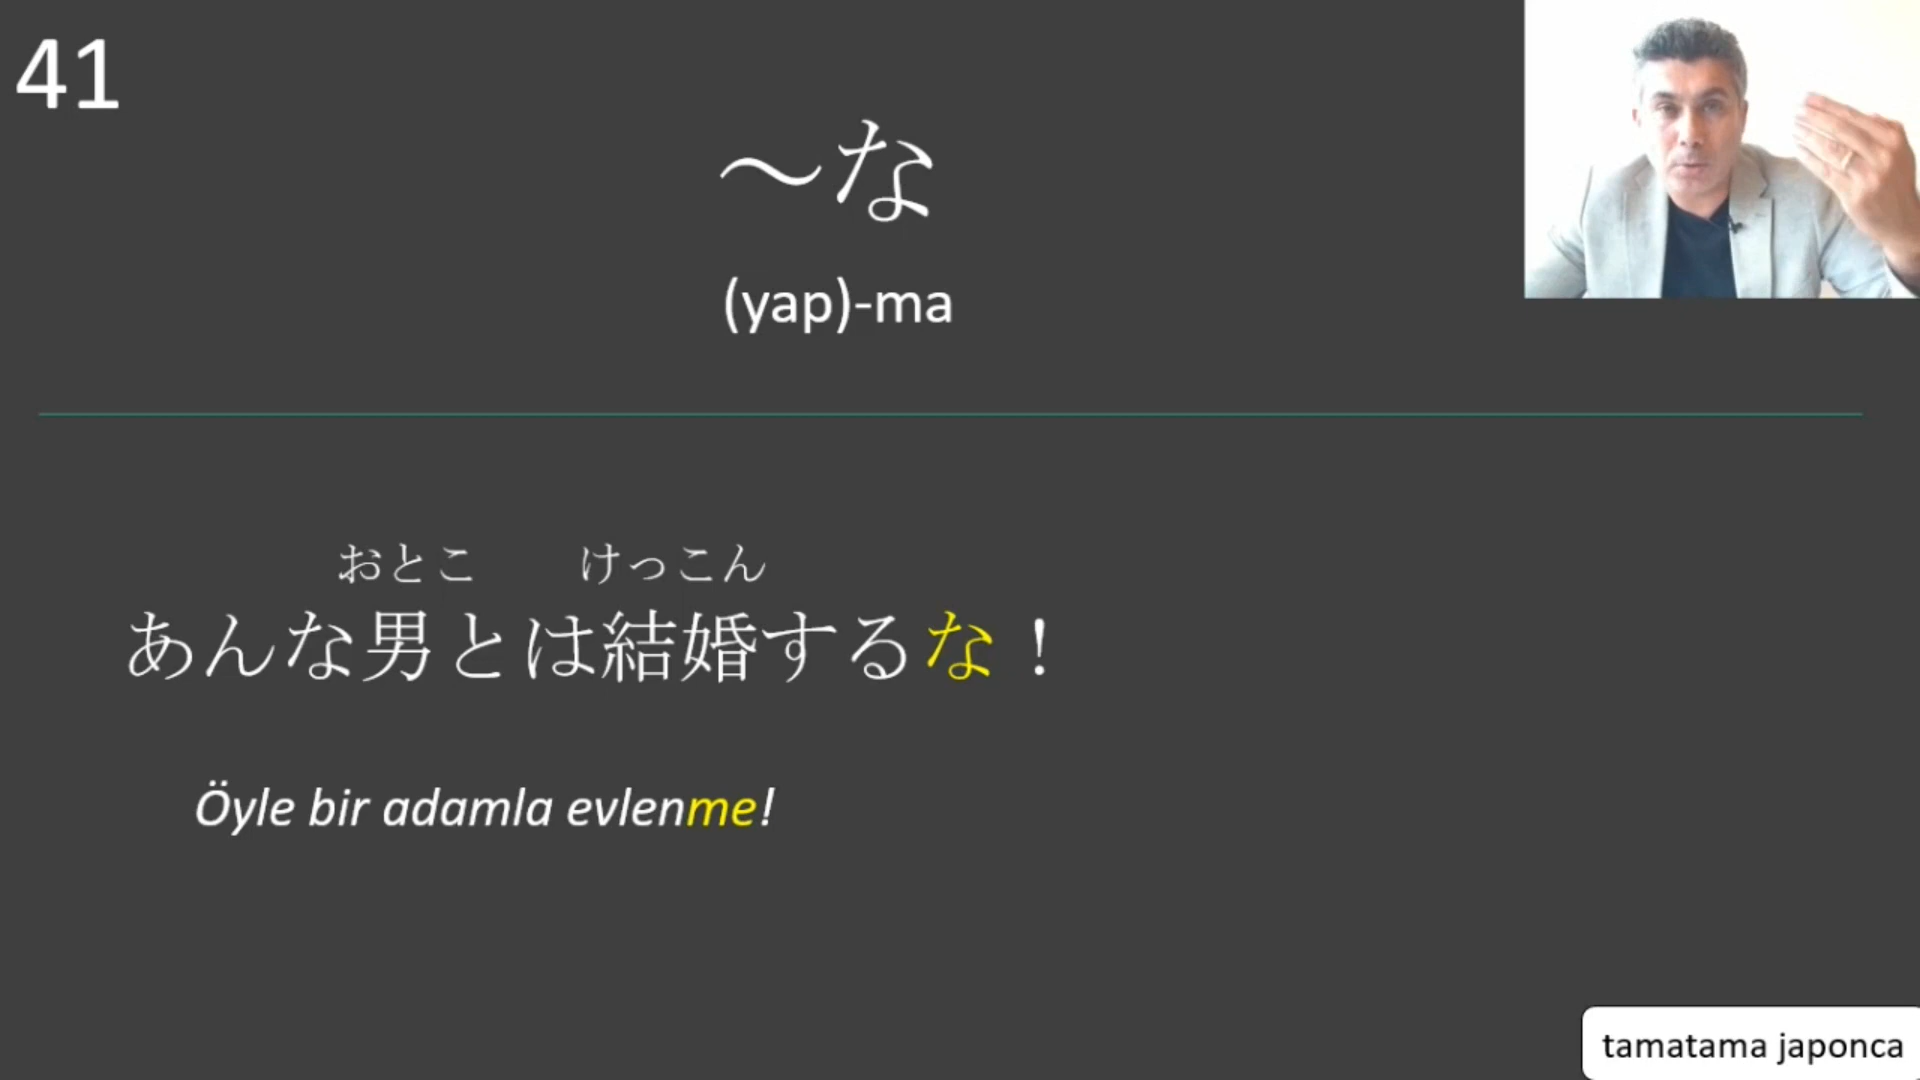 41
～な
(yap)-ma
おとこ けっこん
あんな男とは結婚するな！
Öyle bir adamla evlenme!
tamatama japonca